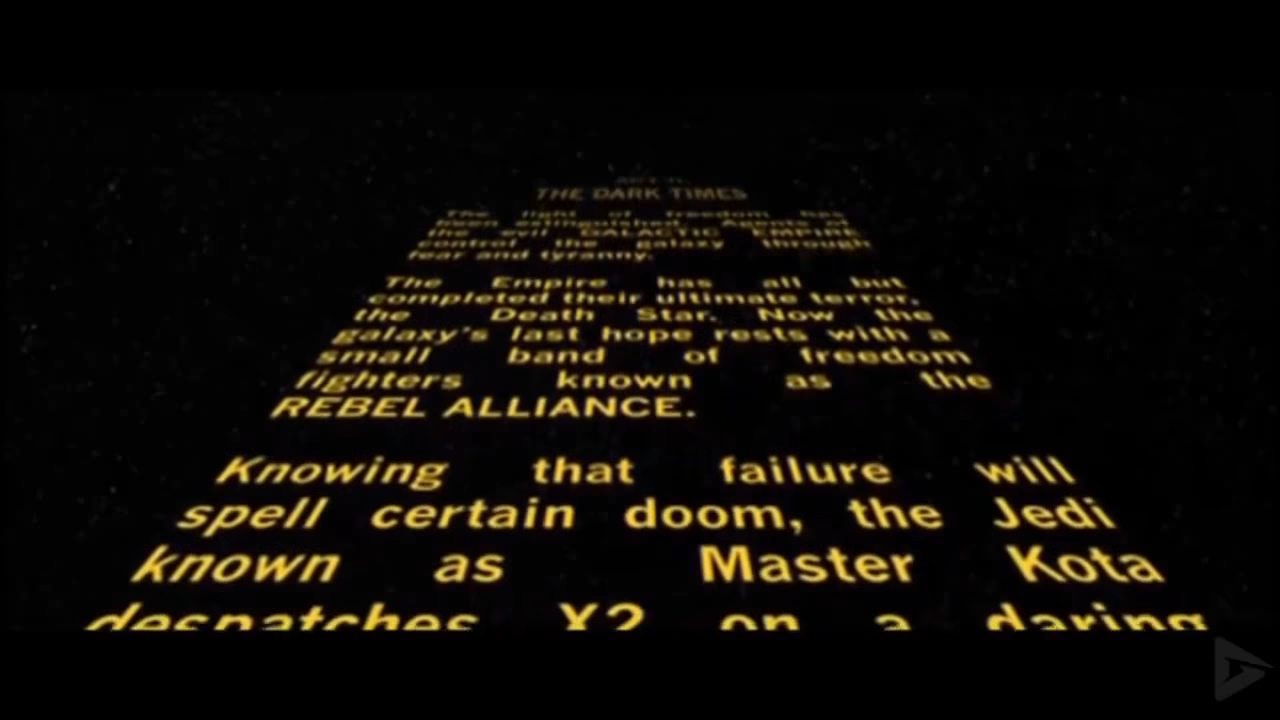 THE DARK TIMES
The light of freedom has
been extinguished. Agents of
the evil GALACTIC EMPIRE
control the galaxy through
fear and tyranny.
The Empire has all but
completed their ultimate terror,
the Death Star. Now the
galaxy's last hope rests with a
small band of freedom
fighters known as the
REBEL ALLIANCE.
Knowing that failure will
spell certain doom, the Jedi
known as Master Kota
despatches X2 on a daring